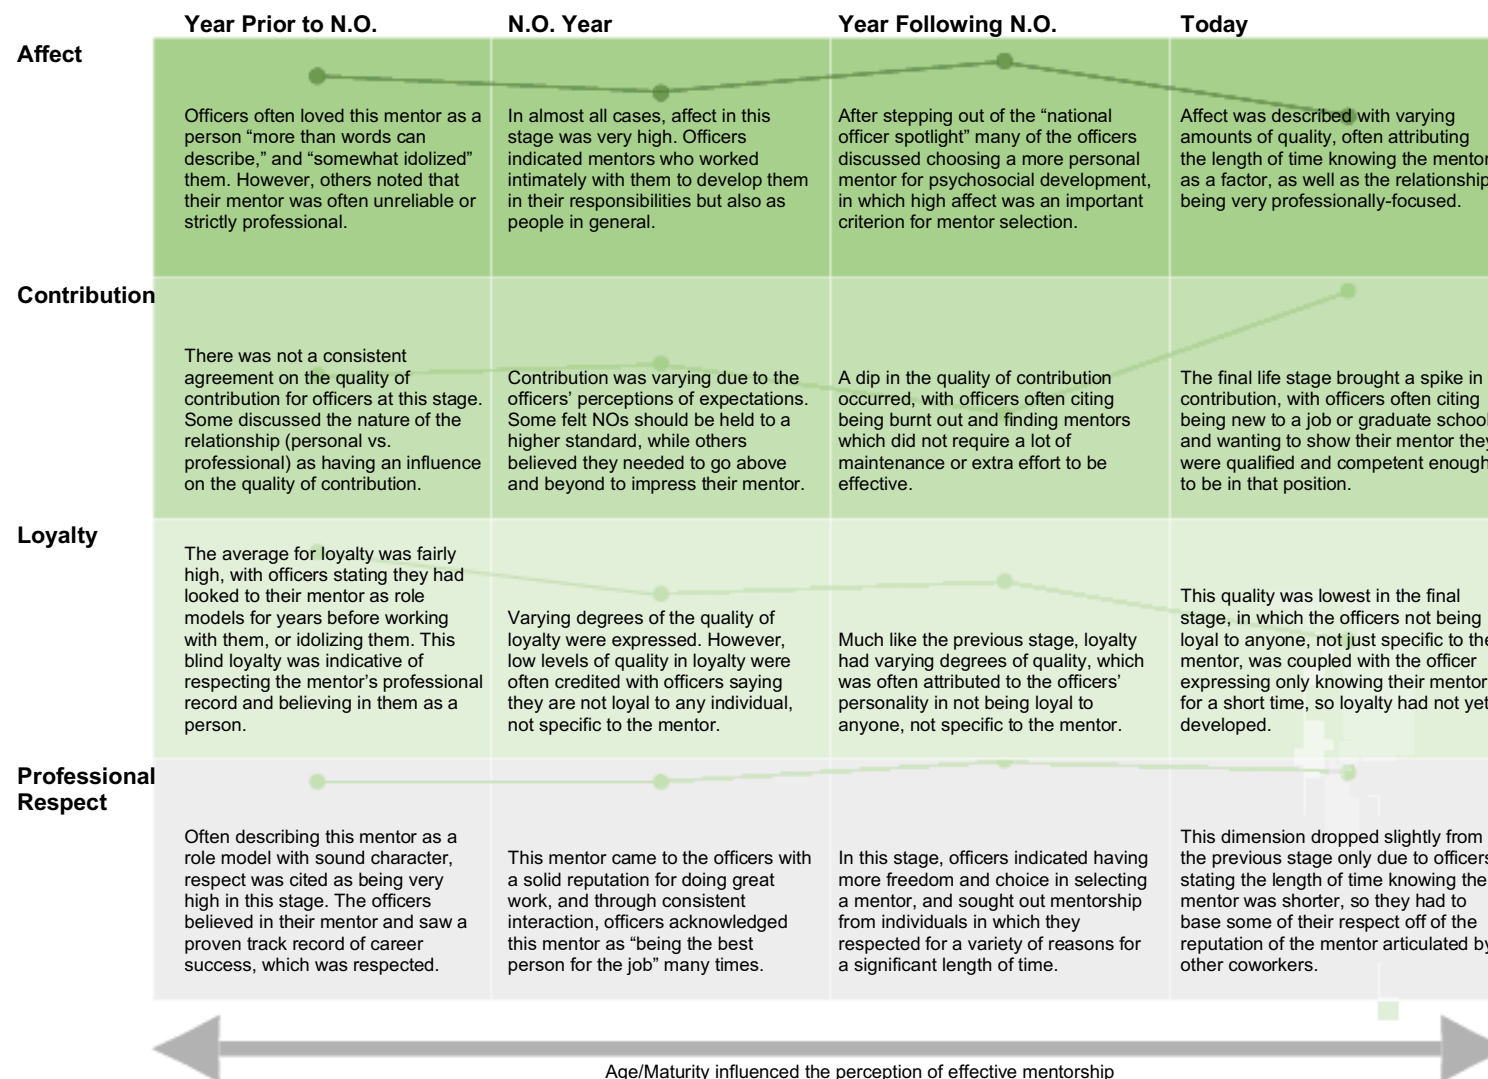 Year Prior to N.O.
N.O. Year
Year Following N.O.
Today
Affect
Officers often loved this mentor as a
person “more than words can
describe,” and “somewhat idolized”
them. However, others noted that
their mentor was often unreliable or
strictly professional.
In almost all cases, affect in this
stage was very high. Officers
indicated mentors who worked
intimately with them to develop them
in their responsibilities but also as
people in general.
After stepping out of the “national
officer spotlight” many of the officers
discussed choosing a more personal
mentor for psychosocial development,
in which high affect was an important
criterion for mentor selection.
Affect was described with varying
amounts of quality, often attributing
the length of time knowing the mentor
as a factor, as well as the relationship
being very professionally-focused.
Contribution
There was not a consistent
agreement on the quality of
contribution for officers at this stage.
Some discussed the nature of the
relationship (personal vs.
professional) as having an influence
on the quality of contribution.
Contribution was varying due to the
officers’ perceptions of expectations.
Some felt NOs should be held to a
higher standard, while others
believed they needed to go above
and beyond to impress their mentor.
A dip in the quality of contribution
occurred, with officers often citing
being burnt out and finding mentors
which did not require a lot of
maintenance or extra effort to be
effective.
The final life stage brought a spike in
contribution, with officers often citing
being new to a job or graduate school
and wanting to show their mentor they
were qualified and competent enough
to be in that position.
Loyalty
The average for loyalty was fairly
high, with officers stating they had
looked to their mentor as role
models for years before working
with them, or idolizing them. This
blind loyalty was indicative of
respecting the mentor’s professional
record and believing in them as a
person.
Varying degrees of the quality of
loyalty were expressed. However,
low levels of quality in loyalty were
often credited with officers saying
they are not loyal to any individual,
not specific to the mentor.
Much like the previous stage, loyalty
had varying degrees of quality, which
was often attributed to the officers’
personality in not being loyal to
anyone, not specific to the mentor.
This quality was lowest in the final
stage, in which the officers not being
loyal to anyone, not just specific to the
mentor, was coupled with the officer
expressing only knowing their mentor
for a short time, so loyalty had not yet
developed.
Professional
Respect
Often describing this mentor as a
role model with sound character,
respect was cited as being very
high in this stage. The officers
believed in their mentor and saw a
proven track record of career
success, which was respected.
This mentor came to the officers with
a solid reputation for doing great
work, and through consistent
interaction, officers acknowledged
this mentor as “being the best
person for the job” many times.
In this stage, officers indicated having
more freedom and choice in selecting
a mentor, and sought out mentorship
from individuals in which they
respected for a variety of reasons for
a significant length of time.
This dimension dropped slightly from
the previous stage only due to officers
stating the length of time knowing the
mentor was shorter, so they had to
base some of their respect off of the
reputation of the mentor articulated by
other coworkers.
Age/Maturity influenced the perception of effective mentorship